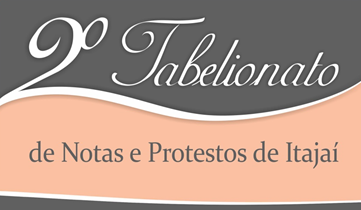 2º Tabelionato
de Notas e Protestos de Itajaí